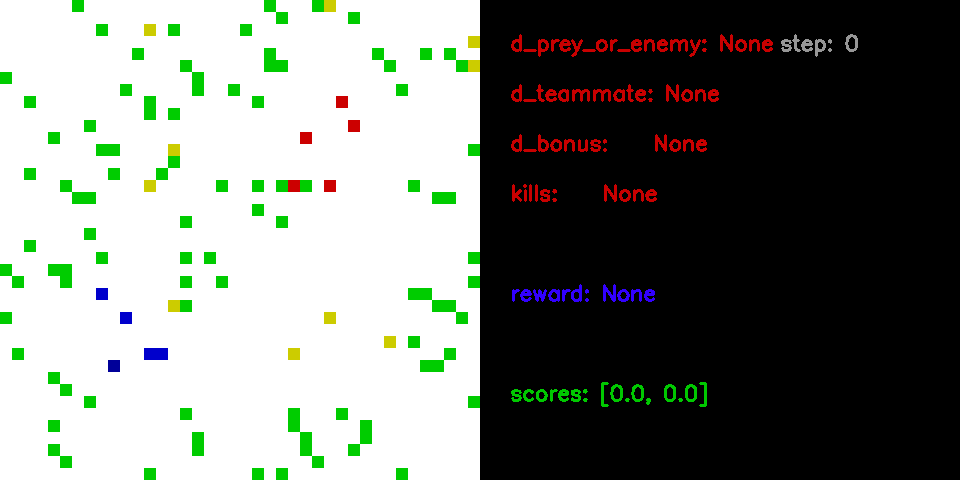 d_prey_or_enemy: None step: 0
d_teammate: None
d_bonus: None
kills: None
reward: None
scores: [0.0, 0.0]